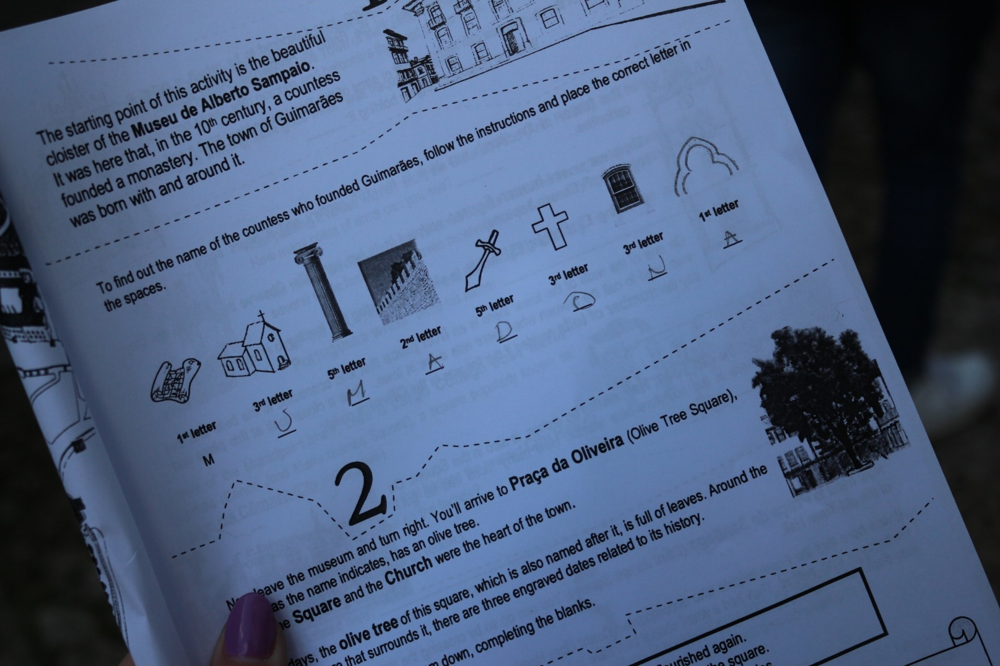 The starting point of this activity is the beautiful
cloister of the Museu de Alberto Sampaio.
It was here that, in the 10th century, a countess
founded a monastery. The town of Guimarães
was born with and around it.
To find out the name of the countess who founded Guimarães, follow the instructions and place the correct letter in
the spaces.
1st letter
M
3rd letter
U
5th letter
M
2nd letter
A
5th letter
D
3rd letter
D
3rd letter
N
1st letter
A
2
leave the museum and turn right. You'll arrive to Praça da Oliveira (Olive Tree Square),
as the name indicates, has an olive tree.
Square and the Church were the heart of the town.
the olive tree of this square, which is also named after it, is full of leaves. Around the
that surrounds it, there are three engraved dates related to its history.
down, completing the blanks.
again.
the square.